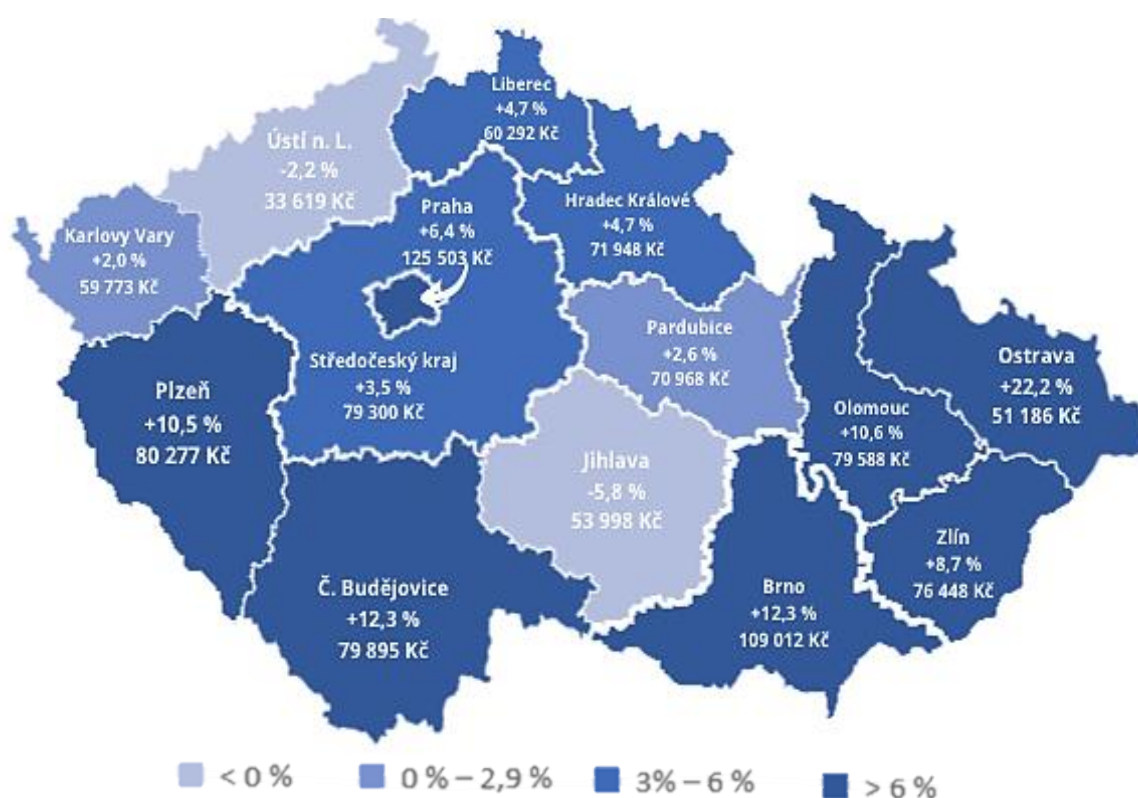 Liberec
+4,7 %
60 292 Kč
Ústí n. L.
-2,2 %
33 619 Kč
Praha
+6,4 %
125 503 Kč
Hradec Králové
+4,7 %
71 948 Kč
Karlovy Vary
+2,0 %
59 773 Kč
Pardubice
+2,6 %
70 968 Kč
Středočeský kraj
+3,5 %
79 300 Kč
Ostrava
+22,2 %
51 186 Kč
Plzeň
+10,5 %
80 277 Kč
Olomouc
+10,6 %
79 588 Kč
Jihlava
-5,8 %
53 998 Kč
Zlín
+8,7 %
76 448 Kč
Č. Budějovice
+12,3 %
79 895 Kč
Brno
+12,3 %
109 012 Kč
< 0 %
0 % – 2,9 %
3% – 6 %
> 6 %